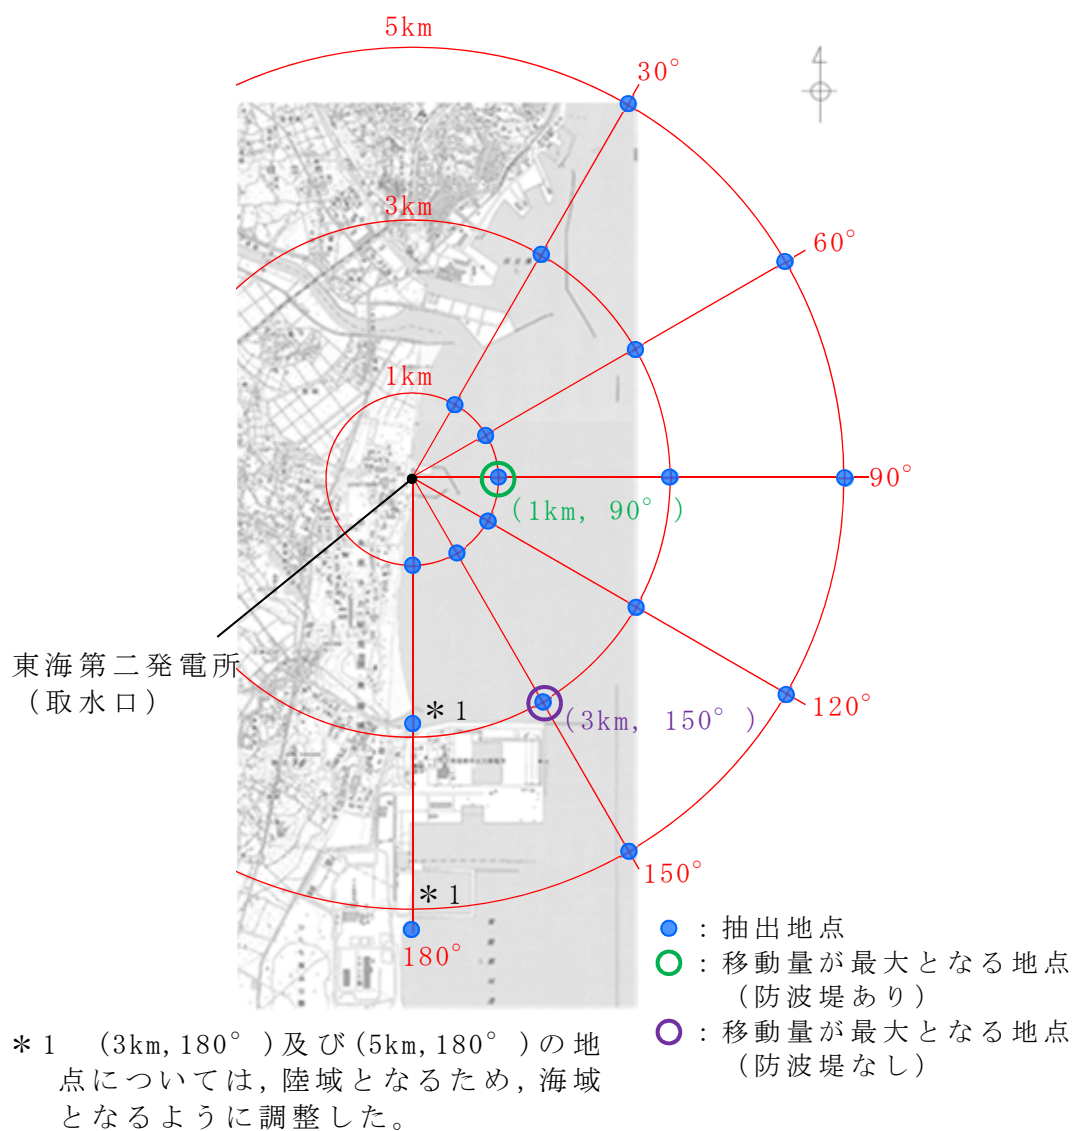 5km
30°
3km
60°
1km
90°
(1km, 90°)
東海第二発電所
(取水口)
*1
(3km, 150°)
120°
150°
*1
180°
: 抽出地点
: 移動量が最大となる地点
(防波堤あり)
: 移動量が最大となる地点
(防波堤なし)
*1 (3km,180°)及び(5km,180°)の地
点については,陸域となるため,海域
となるように調整した。